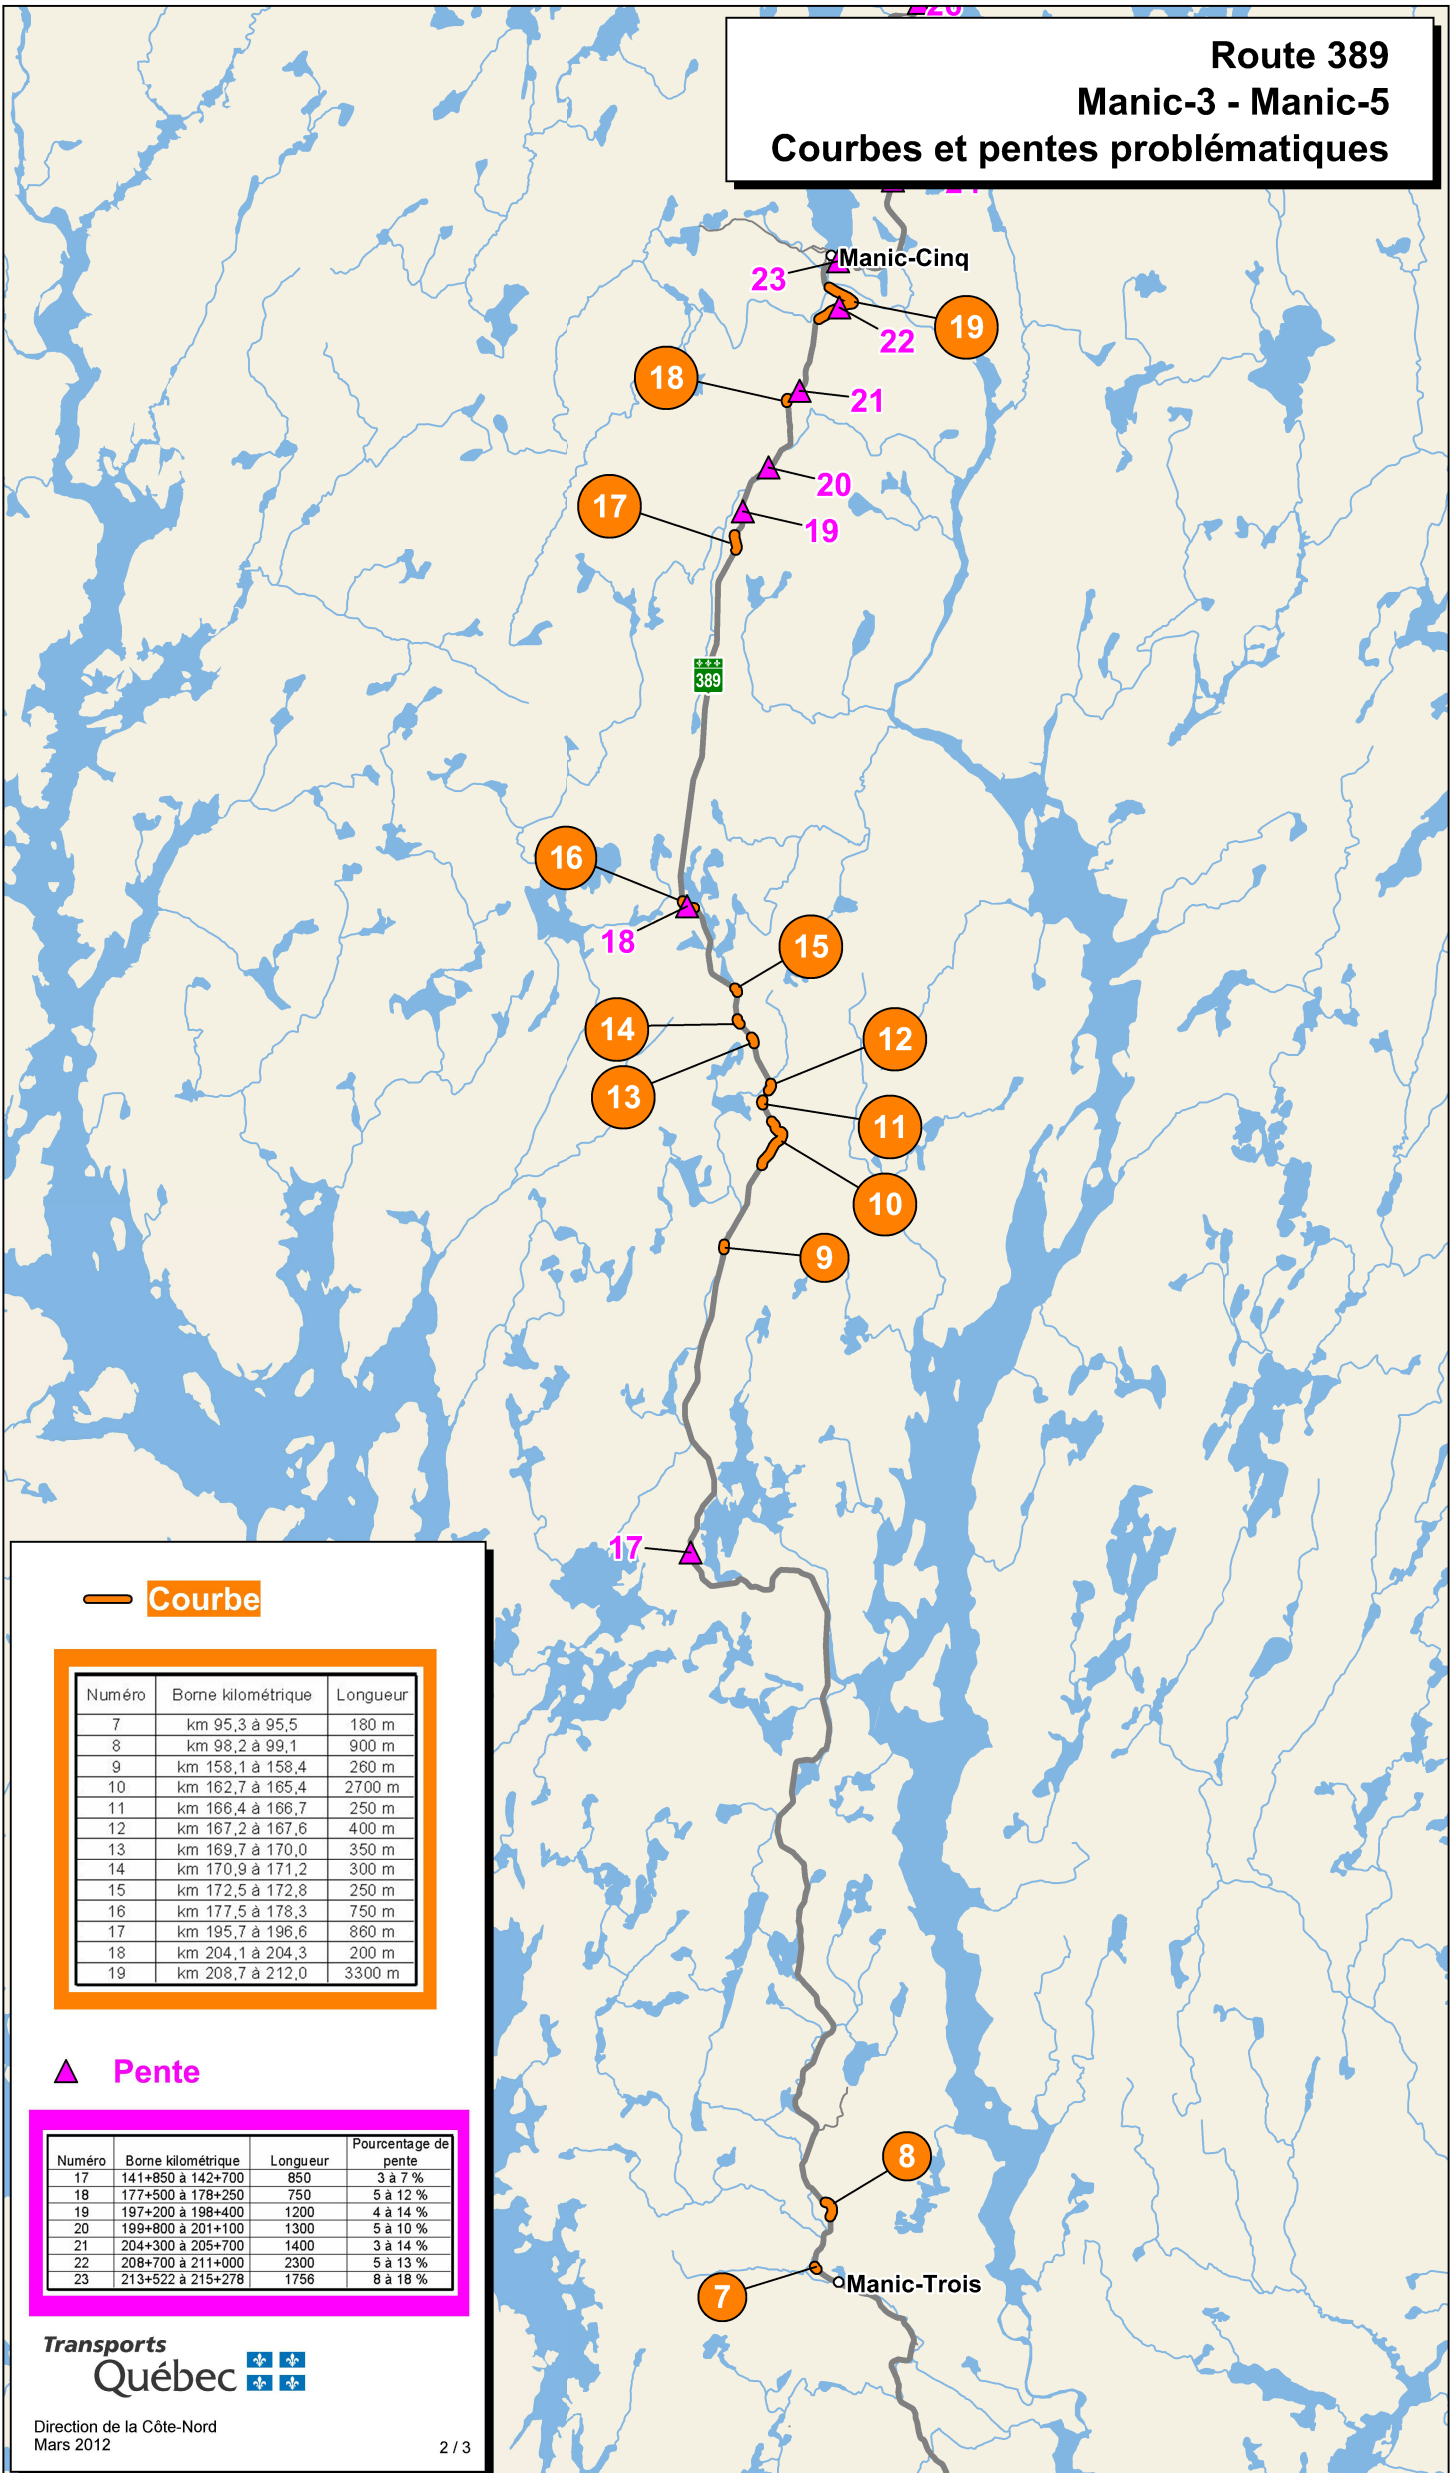 Route 389
Manic-3 - Manic-5
Courbes et pentes problématiques
Manic-Cinq
23
19
22
18
21
20
17
19
389
16
18
15
14
12
13
11
10
9
17
8
7
Manic-Trois
Courbe
Numéro Borne kilométrique Longueur
7 km 95,3 à 95,5 180 m
8 km 98,2 à 99,1 900 m
9 km 158,1 à 158,4 260 m
10 km 162,7 à 165,4 2700 m
11 km 166,4 à 166,7 250 m
12 km 167,2 à 167,6 400 m
13 km 169,7 à 170,0 350 m
14 km 170,9 à 171,2 300 m
15 km 172,5 à 172,8 250 m
16 km 177,5 à 178,3 750 m
17 km 195,7 à 196,6 860 m
18 km 204,1 à 204,3 200 m
19 km 208,7 à 212,0 3300 m
Pente
Numéro Borne kilométrique Longueur Pourcentage de pente
17 141+850 à 142+700 850 3 à 7 %
18 177+500 à 178+250 750 5 à 12 %
19 197+200 à 198+400 1200 4 à 14 %
20 199+800 à 201+100 1300 5 à 10 %
21 204+300 à 205+700 1400 3 à 14 %
22 208+700 à 211+000 2300 5 à 13 %
23 213+522 à 215+278 1756 8 à 18 %
Transports
Québec
Direction de la Côte-Nord
Mars 2012
2 / 3